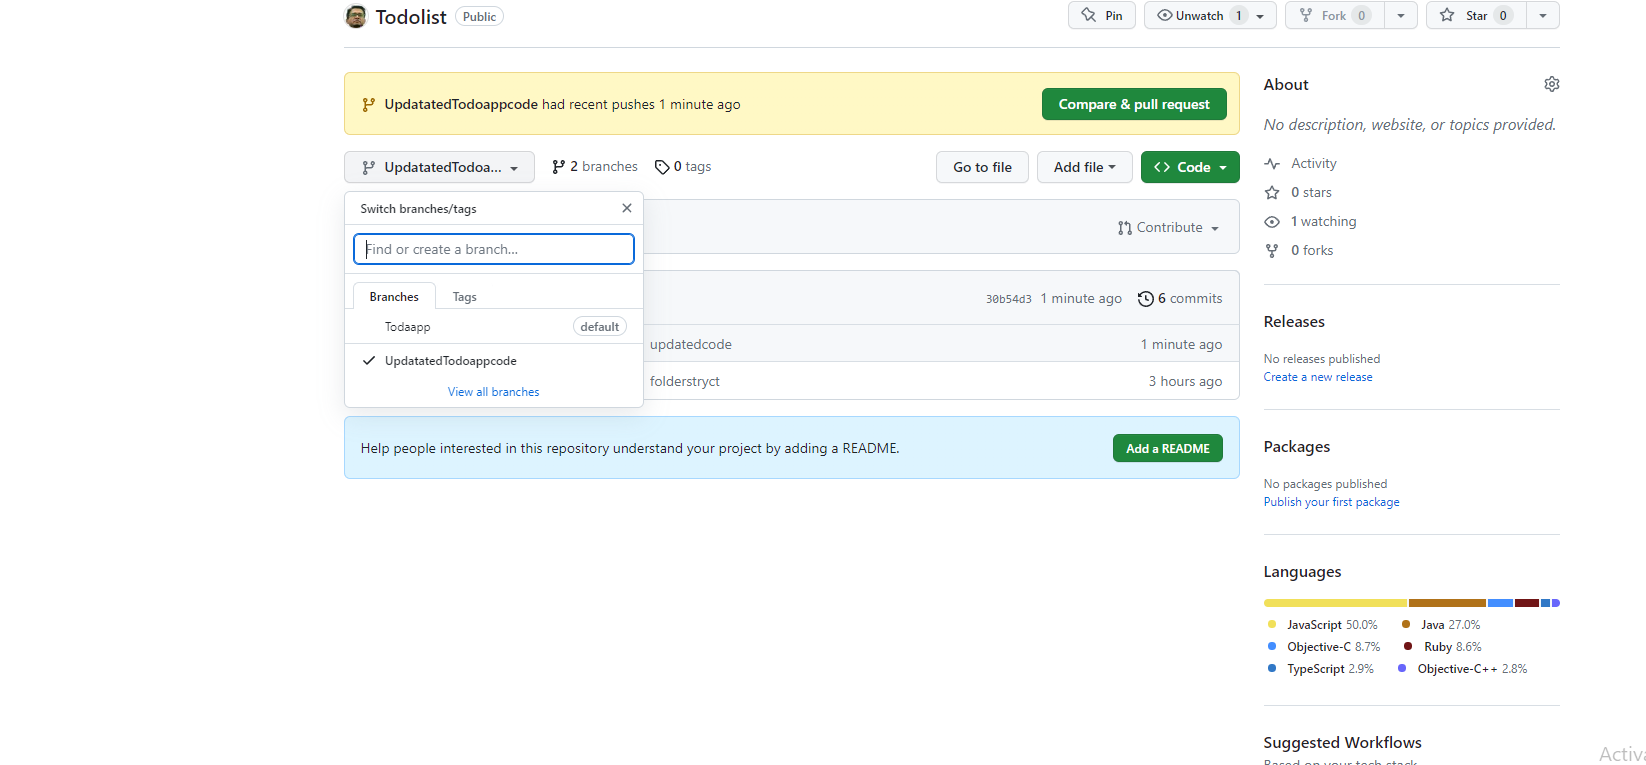 Todolist Public
Pin Unwatch 1 Fork 0 Star 0
UpdatatedTodoappcode had recent pushes 1 minute ago Compare & pull request
UpdatatedTodoa... 2 branches 0 tags Go to file Add file <> Code
Switch branches/tags
Find or create a branch...
Branches Tags
Todaapp default
UpdatatedTodoappcode
View all branches
Contribute
30b54d3 1 minute ago 6 commits
updatedcode 1 minute ago
folderstryct 3 hours ago
Help people interested in this repository understand your project by adding a README. Add a README
About
No description, website, or topics provided.
Activity
0 stars
1 watching
0 forks
Releases
No releases published
Create a new release
Packages
No packages published
Publish your first package
Languages
JavaScript 50.0% Java 27.0%
Objective-C 8.7% Ruby 8.6%
TypeScript 2.9% Objective-C++ 2.8%
Suggested Workflows
Based on your tech stack